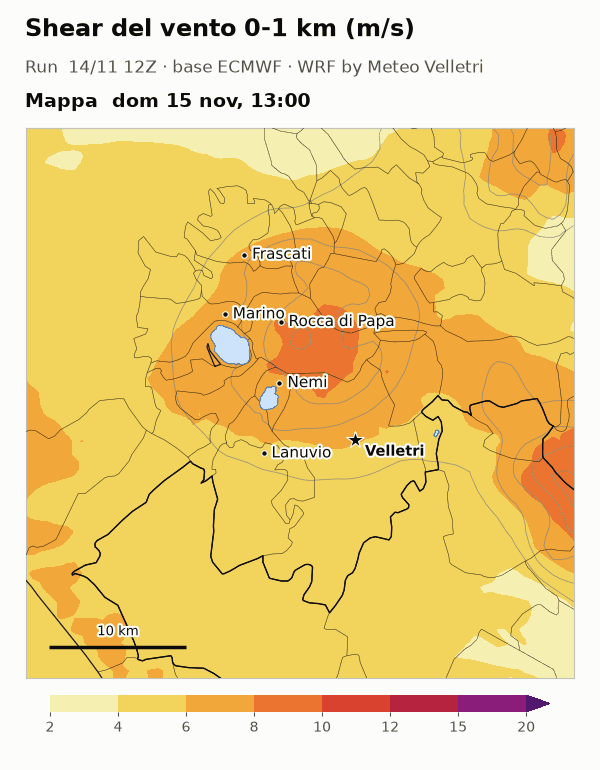 Shear del vento 0-1 km (m/s)
Run  14/11 12Z · base ECMWF · WRF by Meteo Velletri
Mappa  dom 15 nov, 13:00
Frascati
Marino
Rocca di Papa
Nemi
Velletri
Lanuvio
10 km
2 4 6 8 10 12 15 20